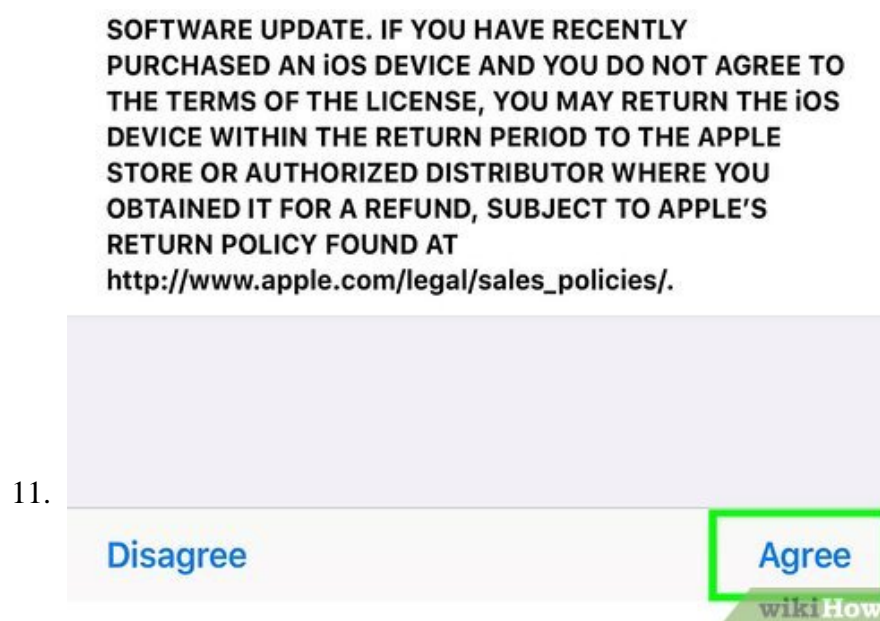 SOFTWARE UPDATE. IF YOU HAVE RECENTLY
PURCHASED AN iOS DEVICE AND YOU DO NOT AGREE TO
THE TERMS OF THE LICENSE, YOU MAY RETURN THE iOS
DEVICE WITHIN THE RETURN PERIOD TO THE APPLE
STORE OR AUTHORIZED DISTRIBUTOR WHERE YOU
OBTAINED IT FOR A REFUND, SUBJECT TO APPLE’S
RETURN POLICY FOUND AT
http://www.apple.com/legal/sales_policies/.
11.
Disagree Agree
wikiHow